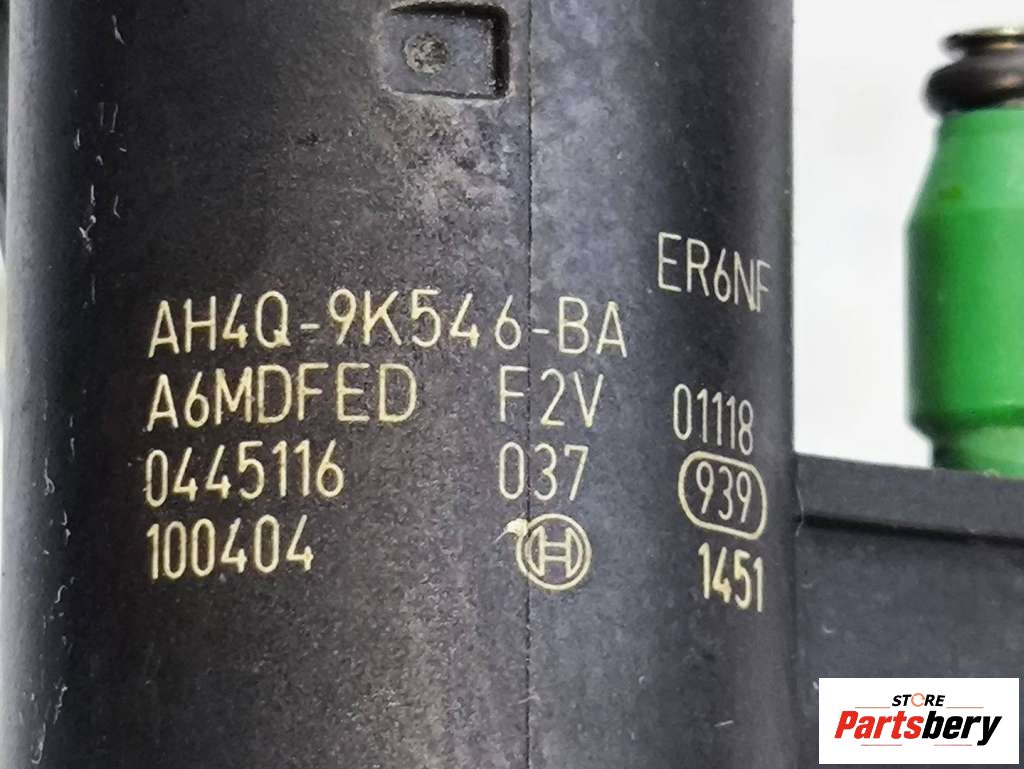 ER6NF
AH4Q-9K546-BA
A6MDFED F2V 01118
0445116 037 939
100404 H 1451
STORE
Partsbery